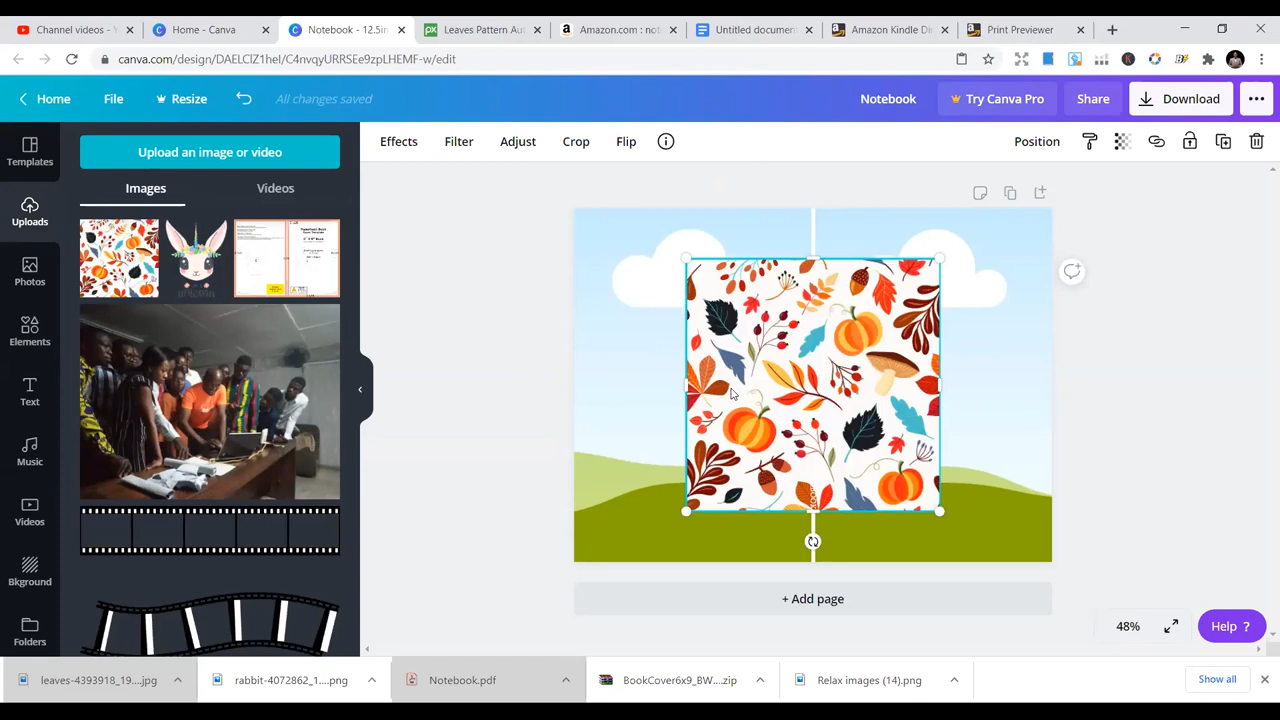 Channel videos - Y
Home - Canva
Notebook - 12.5in
Leaves Pattern Aut
Amazon.com : note
Untitled document
Amazon Kindle Dir
Print Previewer
canva.com/design/DAELClZ1heI/C4nvqyURRSEe9zpLHEMF-w/edit
Home
File
Resize
All changes saved
Notebook
Try Canva Pro
Share
Download
Templates
Uploads
Photos
Elements
Text
Music
Videos
Bkground
Folders
Upload an image or video
Images
Videos
Effects
Filter
Adjust
Crop
Flip
Position
+ Add page
48%
Help ?
leaves-4393918_19....jpg
rabbit-4072862_1....png
Notebook.pdf
BookCover6x9_BW....zip
Relax images (14).png
Show all